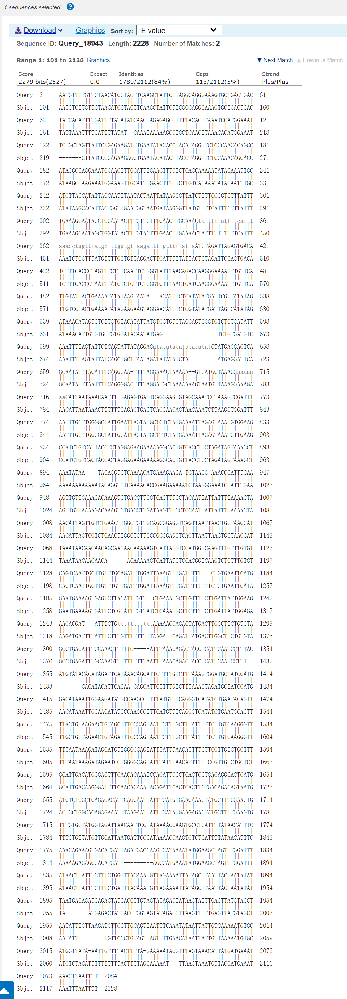 1 sequences selected ?
Download Graphics Sort by: E value
Sequence ID: Query_18943 Length: 2228 Number of Matches: 2
Range 1: 101 to 2128 Graphics Next Match Previous Match
Score Expect Identities Gaps Strand
2279 bits(2527) 0.0 1780/2112(84%) 113/2112(5%) Plus/Plus
Query 2 AATGTTTTGTTCTAACATCCTACTTCAAGCTATTCTTAGGCAGGGAAAGTGCTGACTGAC 61
Sbjct 101 AATGTCTTGTTCTAACATCCTACTTCAAGCTATTCTTCGGCAGGGAAAGTGCTGACTGAC 160
Query 62 TATCACATTTTGATTTTATATATCAACTAGAGAGCCTTTTACACTTAAATCCATGGAAAT 121
Sbjct 161 TATTAAATTTTGATTTTATAT--CAAATAAAAAGCCTGCTCAACTTAAACACATGGAAAT 218
Query 122 TCTGCTAGTTATTCTGAGAAGATTTGAATATACACCTACATAGGTTCTCCCAACACAGCC 181
Sbjct 219 -------GTTATCCCGAGAAGAGGTGAATACATACTTACCTAGGTTCTCCAAACAGCACC 271
Query 182 ATAGGCCAGGAAATGGAACTTTGCATTTGAACTTTCTCTCACCAAAAATATACAAATTGC 241
Sbjct 272 ATAAGCCAAGAAATGGAAAGTTGCATTTGAACTTTCTCTTGTCACAAATATACAATTTGC 331
Query 242 ATGTTACCATATTAGCAATTTAATACTAATTATAAGGGTTATCTTTTCCGGTCTTTATTT 301
Sbjct 332 ATATAAGCACATTACTGGTTGAATGGTAATGATAAGGGTTATGTTTTCATTTCTTTATTT 391
Query 302 TGAAAGCAATAGCTGGAATACTTTGTTCTTTGAACTTGCAAACtatttttattttcattt 361
Sbjct 392 TGAAAGCAATAGCTGGTATACTTTGTACTTTGAACTTGAAAACTATTTTT-TTTTCATTT 450
Query 362 aaacctggtttatgctttggtgttaagattttgtttttattaATCTAGATTAGAGTGACA 421
Sbjct 451 AAATCTGGTTTATGTTTTGGTGTTAGGACTTGATTTTTATTACTCTAGATTCCAGTGACA 510
Query 422 TCTTTCACCCTAGTTTCTTTCAATTCTGGGTATTTAACAGACCAAGGGAAAATTTGTTCA 481
Sbjct 511 TCTTTCACCCTAATTTATCTCTGTTCTGGGTGTTTAACTGATCAAGGGAAAATTTGTTCA 570
Query 482 TTGTATTACTGAAAATATATAAGTAATA---ACATTTCTCATATATGATTCGTTATATAG 538
Sbjct 571 TTGTCCTACTGAAAATATAGAAGAAGTAGGAACATTTCTCGTATATGATTAGTCATATAG 630
Query 539 ATAAACATAGTGTCTTGTGTACATATTATGTGCTGTGTAGCAGTGGGTGTCTGTGATATT 598
Sbjct 631 ATAAACATTGTGTGCTGTGTATACAATATGAG-----------------TCTGTGATGTC 673
Query 599 AAATTTTAGTATTCTCAGTATTATAGGAGatatatatatatatatatCTATGAGGACTCA 658
Sbjct 674 AAATTTTAGTATTATCAGCTGCTTAA-AGATATATATCTA---------ATGAGGATTCA 723
Query 659 GCAATATTTACATTTCAGGGAA-TTTTAGGAAACTAAAAA--GTGATGCTAAAGGaaaaa 715
Sbjct 724 GCAATATTTAATTTTCAGGGGACTTTTAGGATGCTAAAAAAAGTAATGTTAAAGGAAAGA 783
Query 716 aaCATTAATAAACAATTT-GAGAGTGACTCAGGAAG-GTAGCAAATCCTAAAGTCGATTT 773
Sbjct 784 AACATTAATAAACTTTTTTGAGAGTGACTCAGGAACAGTAACAAATCTTAAGGTGGATTT 843
Query 774 AATTTGCTTGGGGCTATTGAATTAGTATGCTCTCTATGAAAATTAGAGTAAATGTGGAAG 833
Sbjct 844 AATTTGCTTGGGGCTATTGCATTAGTATGCTTTCTATGAAAATTAGAGTAAATGTTGAAG 903
Query 834 CCATCTGTCATTACCTCTAGGAGAAGAAAAAGGCACTGTCACCTTCTAGATAGTAAACCT 893
Sbjct 904 CCATCTGTCACTACCACTAGGAGAAGAAAAAGGCACTGTTACCTCCTAGATAGTAAAGCT 963
Query 894 AAATATAA----TACAGGTCTCAAAACATGAAAGAACA-TCTAAGG-AAACCCATTTCAA 947
Sbjct 964 AAAAAAAAAAAATACAGGTCTCAAAACACCGAAGAAAAATCTAAGGGAAATCCATTTGAA 1023
Query 948 AGTTGTTGAAAGACAAAGTCTGACCTTGGTCAGTTTCCTACAATTATTATTTTAAAACTA 1007
Sbjct 1024 AGTTGTTAAAAGACAAAGTCTGACCTTGATAAGTTTCCTCCAATTATTATTTTAAAACTA 1083
Query 1008 AACATTAGTTGTCTGAACTTGGCTGTTGCAGCGGAGGTCAGTTAATTAACTGCTAACCAT 1067
Sbjct 1084 AACATTAGTCGTCTGAACTTGGCTGTTGCCGCGGAGGTCAGTTAATTAACTGCTAACCAT 1143
Query 1068 TAAATAACAACAACAGCAACAACAAAAAGTCATTATGTCCATGGTCAAGTTTGTTTGTGT 1127
Sbjct 1144 TAAATAACAACAACA------ACAAAAAGTCATTATGTCCACGGTCAAGTCTGTTTGTGT 1197
Query 1128 CAGTCAATTGCTTGTTTGCAGATTTGGATTAAAGTTTGATTTTT---CTGTGAATTCATG 1184
Sbjct 1198 CAGTCAATTGCTTGTTTGTTGATTTGGATTAAAGTTTGATTTTTTTTCTGTGAATTCATA 1257
Query 1185 GAATGAAAAGTGAGTCTTACATTTGTT--CTGAAATGCTTGTTTTCTTGATTATTGGAAG 1242
Sbjct 1258 GAATGAAAAGTGATTCTCGCATTTGTTATCTCAAATGCTTCTTTTCTTGATTATTGGAGA 1317
Query 1243 AAGACGAT---ATTTCTGtttttttttttAAAAACCAGACTATGACTTGGCTTCTGTGTA 1299
Sbjct 1318 AAGATGATTTTATTTCTTTGTTTTTTTTTTAAGA--CAGATTATGACTTGGCTTCTGTGTA 1375
Query 1300 GCCTGAGATTTCCAAAGTTTTTC-----ATTTAAACAGACTACCTCATTCAATCCTTTAC 1354
Sbjct 1376 GCCTGAGATTTGCAAAGTTTTTTTTTTAATTTAAACAGACTACCTCATTCAA-CCTTT-- 1432
Query 1355 ATGTATACACATAGATTCATAAACAGCATTCTTTTGTCTTTAAAGTGGATGCTATCCATG 1414
Sbjct 1433 -------CACATACATTCAGAA-CAGCATTCTTTTGTCTTTAAAGTAGATGCTATCCATG 1484
Query 1415 GACATAAATTGGAAGATATGCCAAGCCTTTTATGTTTCAGGGTCATATCTGAATACAGTT 1474
Sbjct 1485 AACATAAATTGGAAGATATGCCAAGCCTTTCATGTTTCAGGGTCATATCTGAATGCAGTT 1544
Query 1475 TTACTGTAAGAACTGTAGCTTTCCCAGTAATTCTTTGCTTTATTTTTCTTGTCAAGGGTT 1534
Sbjct 1545 TTGCTGTTAGAACTGTAGATTTCCCAGTAATTCTTTGCTTTATTTTTCTTGTCAAGGGTT 1604
Query 1535 TTTAATAAAGATAGGATGTTGGGGCAGTATTTATTTAACATTTTCTTCGTTGTCTGCTTT 1594
Sbjct 1605 TTTAATAAAGATAGAATCCTGGGGCAGTATTTATTTAACATTTTC-CCGTTGTCTGCTCT 1663
Query 1595 GCATTGACATGGGACTTTCAACACAAATCCAGATTCCCTCACTCCTGACAGGCACTCATG 1654
Sbjct 1664 GCATTGACAAGGGATTTTCAACACAAATACAGATTCACTCACTTCTGACAGACAGTAATG 1723
Query 1655 ATGTCTGGCTCAGAGACATTCAGGAATTATTTCATGTGAAGAAACTATGCTTTGGAAGTG 1714
Sbjct 1724 ACTCCTGGCACAGAGAAATTTAAGAATTATTTCATATGAAGAGACTATGCTTTTGAAGTG 1783
Query 1715 TTTGTGCTATGGTAGATTAACAATTCCTATAAAACCAAGTGCCTCATTTTATAACATTTC 1774
Sbjct 1784 TTTGTGTTATGTTGGATTAATGATTCCCATAAAACCAAGTGTCTCATTTTATAACATTTC 1843
Query 1775 AAACAGAAAGTGACATGATTAGATGACCAAGTCATAAAATATGGAAGCTAGTTTGGATTT 1834
Sbjct 1844 AAAAAGAGAGCGACATGATT---------AGCCATGAAATATGGAAGCTAGTTTGGATTT 1894
Query 1835 ATAACTTATTTCTTTCTGGTTTACAAATGTTAGAAAATTATAGCTTAATTACTAATATAT 1894
Sbjct 1895 ATAACTTATTTCTTTCTGATTTACAAATGTTAGAAAATTATAGCTTAATTACTAATATAT 1954
Query 1895 TAATGAGAGATGAGACTATCACCTTGTAGTATAGACTATAAGTATTTGAGTTATGTAGCT 1954
Sbjct 1955 TA-------ATGAGACTATCACCTGGTAGTATAGACCTTAAGTTTTTGAGTTATGTAGCT 2007
Query 1955 AATATTTGTTAAGATGTTCCTTGCAGTTAATTTCAAATATAATTATTGTCAAAAATGTGC 2014
Sbjct 2008 AATATT--------TGTTCCCTGTAGTTAGTTTTGAACATAATTATTGTTAAAAATGTGC 2059
Query 2015 ATGGTTATA-AATTGTTTTACTTTTA-GAAAAATACGTTTAGTAAACATTATGATGAAAT 2072
Sbjct 2060 ATGTCTACATTTTTTTTTTACTTTTAGGAAAAAT---TTAAGTAAATGTTACGATGAAAT 2116
Query 2073 AAACTTAATTTT 2084
Sbjct 2117 AAATTTAATTTT 2128